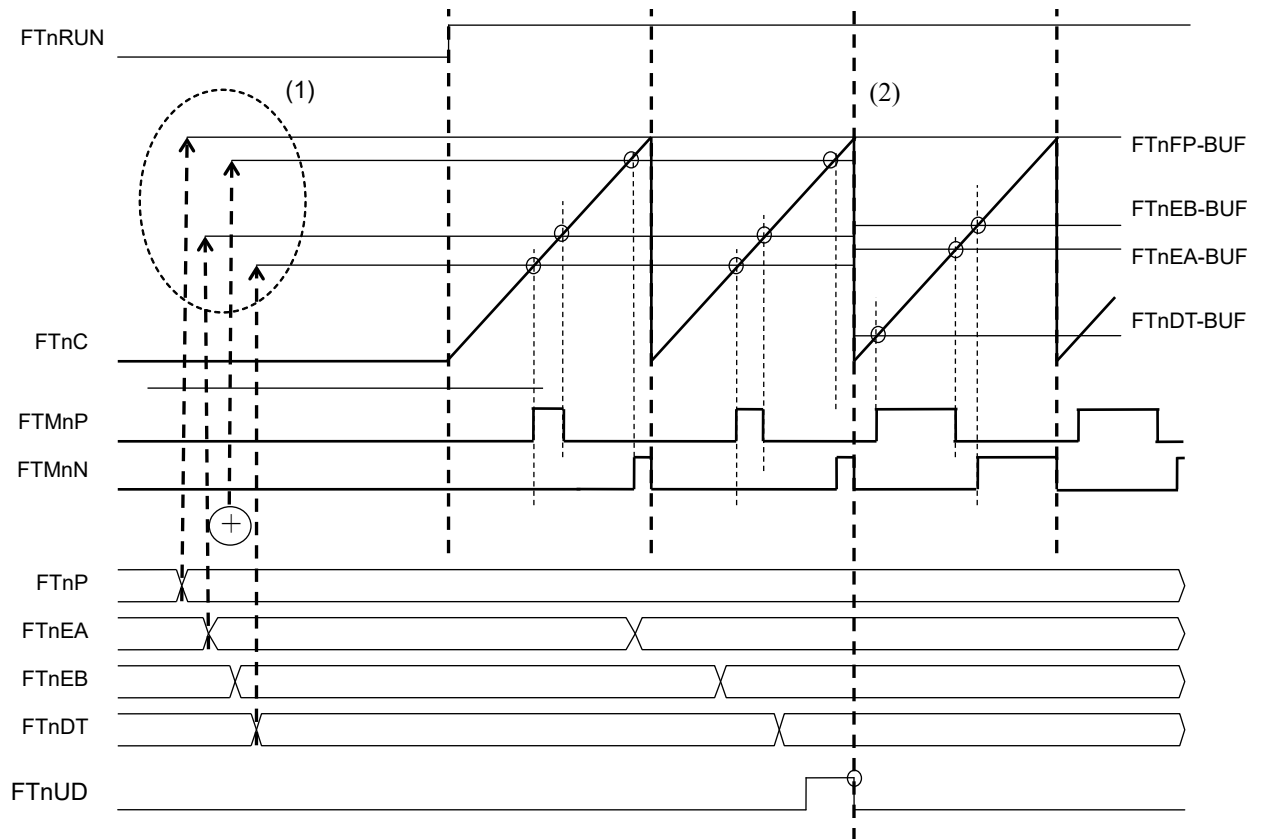 FTnRUN
(1)
(2)
FTnFP-BUF
FTnEB-BUF
FTnEA-BUF
FTnDT-BUF
FTnC
FTMnP
FTMnN
+
FTnP
FTnEA
FTnEB
FTnDT
FTnUD